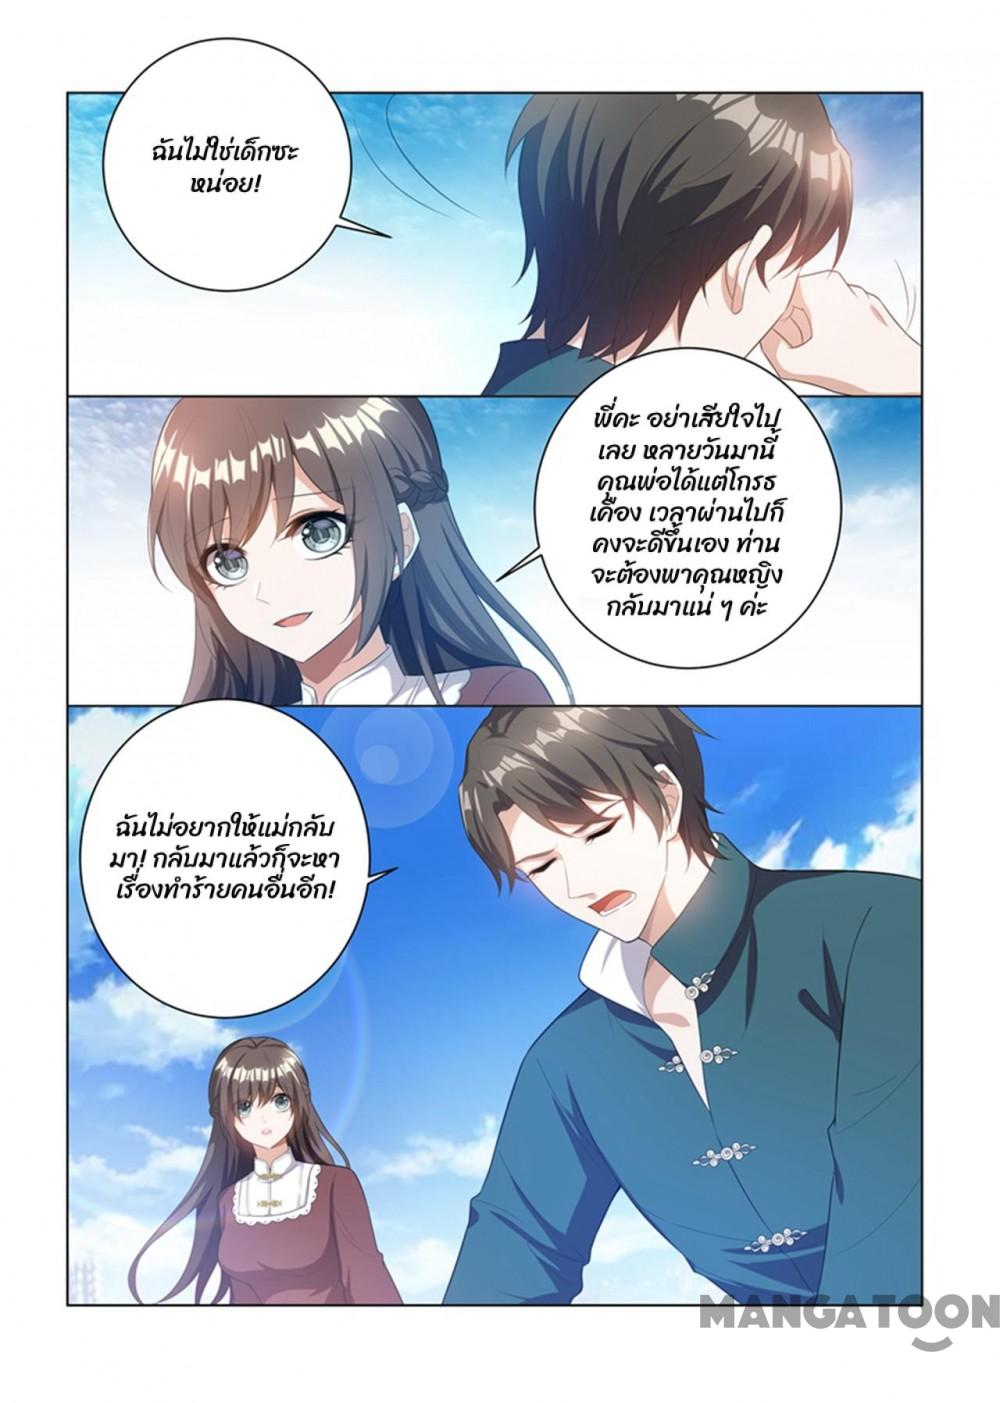 ฉันไม่ใช่เด็กซะ
หน่อย!
พี่คะ อย่าเสียใจไป
เลย หลายวันมานี้
คุณพ่อได้แต่โกรธ
เคือง เวลาผ่านไปก็
คงจะดีขึ้นเอง ท่าน
จะต้องพาคุณหญิง
กลับมาแน่ ๆ ค่ะ
ฉันไม่อยากให้แม่กลับ
มา! กลับมาแล้วก็จะหา
เรื่องทำร้ายคนอื่นอีก!
MANGATOON